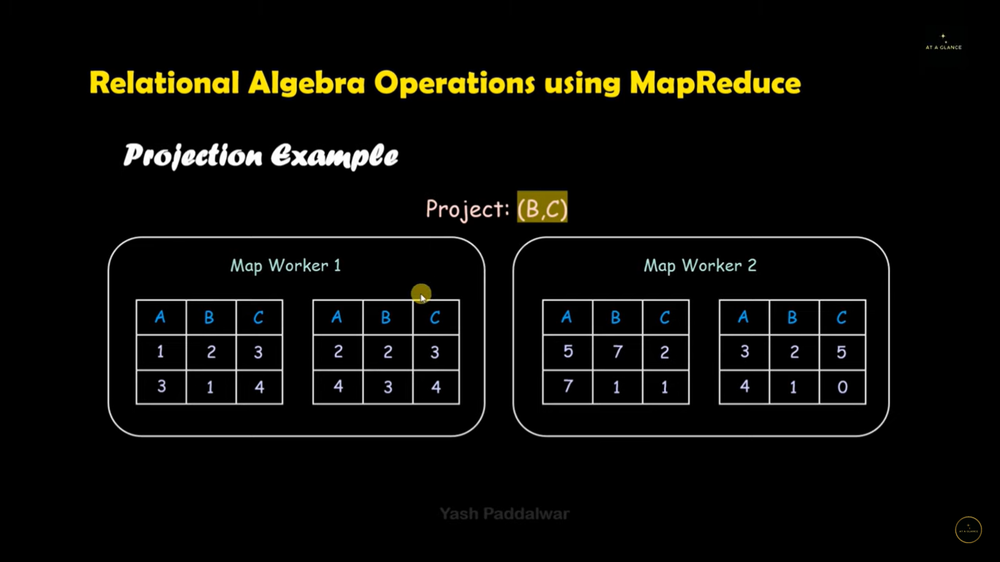 AT A GLANCE
Relational Algebra Operations using MapReduce
Projection Example
Project: (B,C)
Map Worker 1
A B C
1 2 3
3 1 4
A B C
2 2 3
4 3 4
Map Worker 2
A B C
5 7 2
7 1 1
A B C
3 2 5
4 1 0
Yash Paddalwar
AT A GLANCE